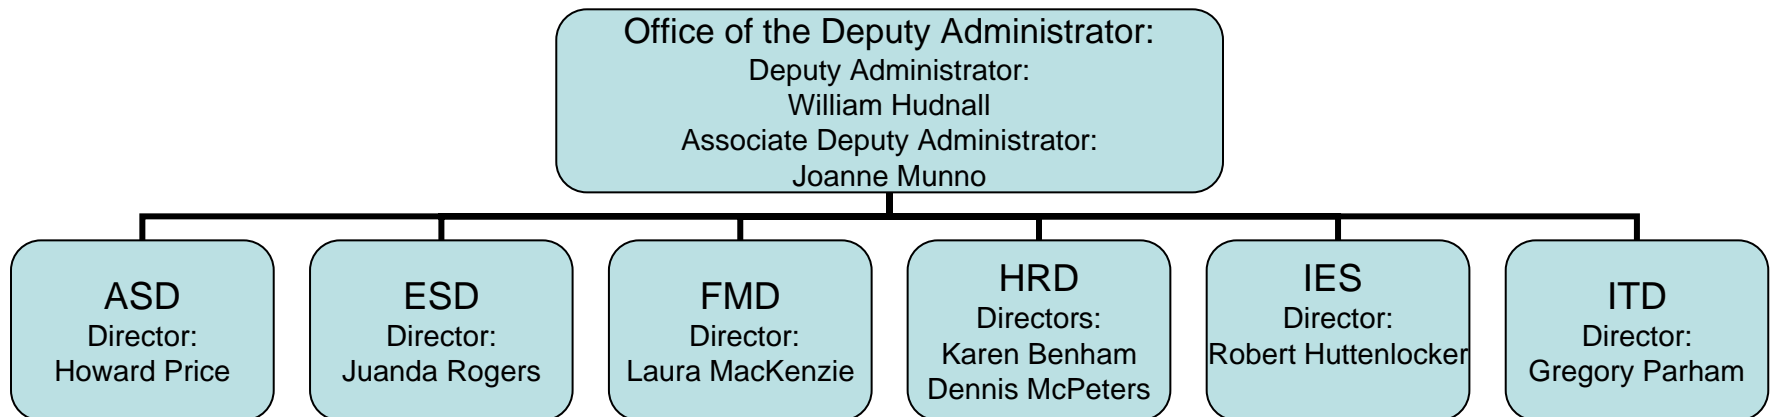 Office of the Deputy Administrator:
Deputy Administrator:
William Hudnall
Associate Deputy Administrator:
Joanne Munno
ASD
Director:
Howard Price
ESD
Director:
Juanda Rogers
FMD
Director:
Laura MacKenzie
HRD
Directors:
Karen Benham
Dennis McPeters
IES
Director:
Robert Huttenlocker
ITD
Director:
Gregory Parham